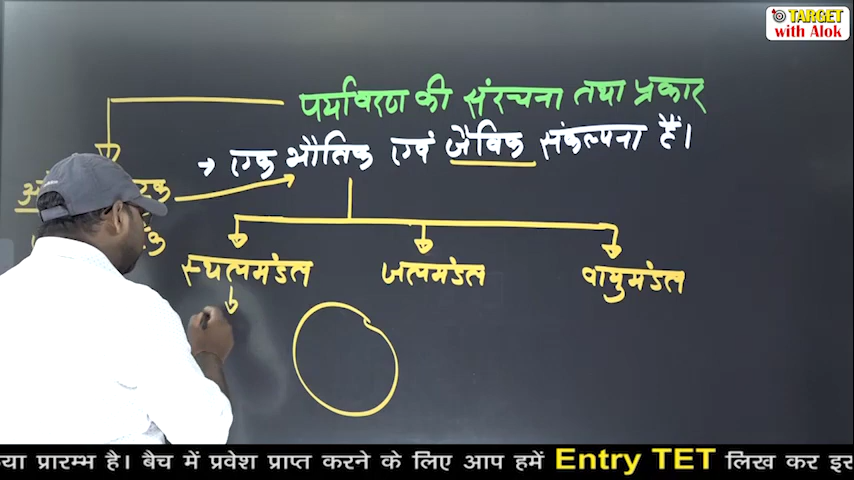 TARGET
with Alok
पर्यावरण की संरचना तथा प्रकार
→ एक भौतिक एवं जैविक संकल्पना है।
स्थलमंडल जलमंडल वायुमंडल
प्रारम्भ है। बैच में प्रवेश प्राप्त करने के लिए आप हमें Entry TET लिख कर इस